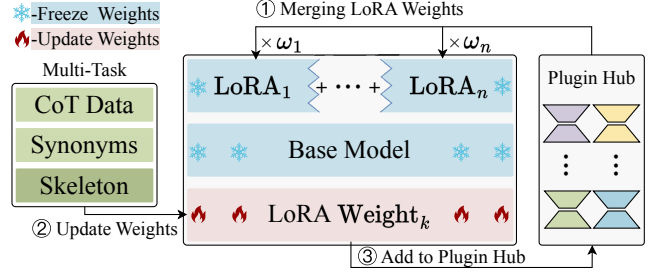 ① Merging LoRA Weights
-Freeze Weights
-Update Weights
×ω₁
×ωₙ
Multi-Task
CoT Data
Synonyms
Skeleton
LoRA₁ + ··· + LoRAₙ
Base Model
LoRA Weightₖ
Plugin Hub
② Update Weights
③ Add to Plugin Hub